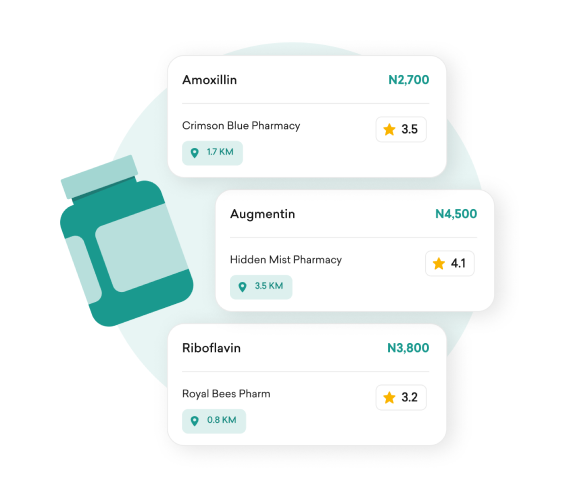 Amoxillin
N2,700
Crimson Blue Pharmacy
3.5
1.7 KM
Augmentin
N4,500
Hidden Mist Pharmacy
4.1
3.5 KM
Riboflavin
N3,800
Royal Bees Pharm
3.2
0.8 KM